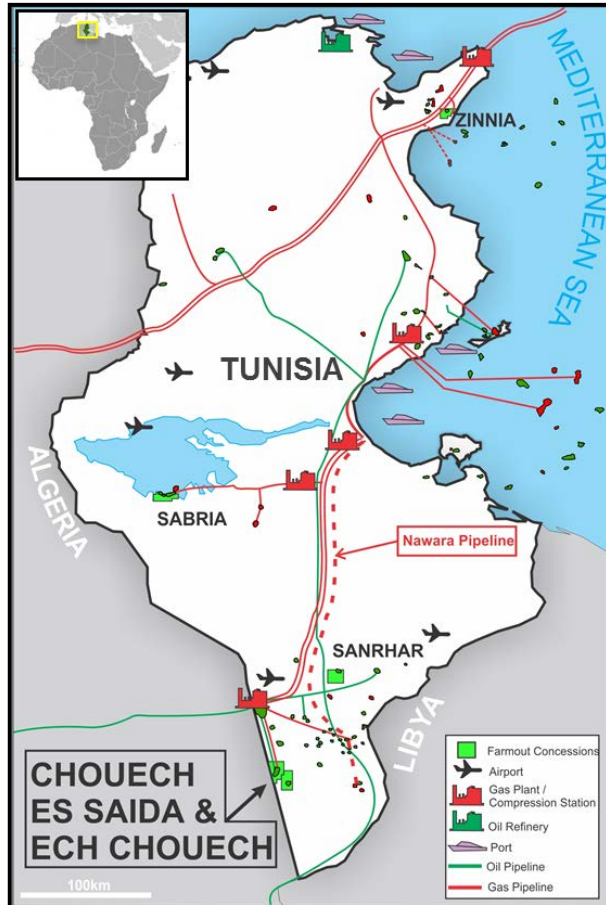 MEDITERRANEAN SEA
ZINNIA
TUNISIA
ALGERIA
SABRIA
Nawara Pipeline
SANRHAR
LIBYA
CHOUECH
ES SAIDA &
ECH CHOUECH
100km
Farmout Concessions
Airport
Gas Plant /
Compression Station
Oil Refinery
Port
Oil Pipeline
Gas Pipeline